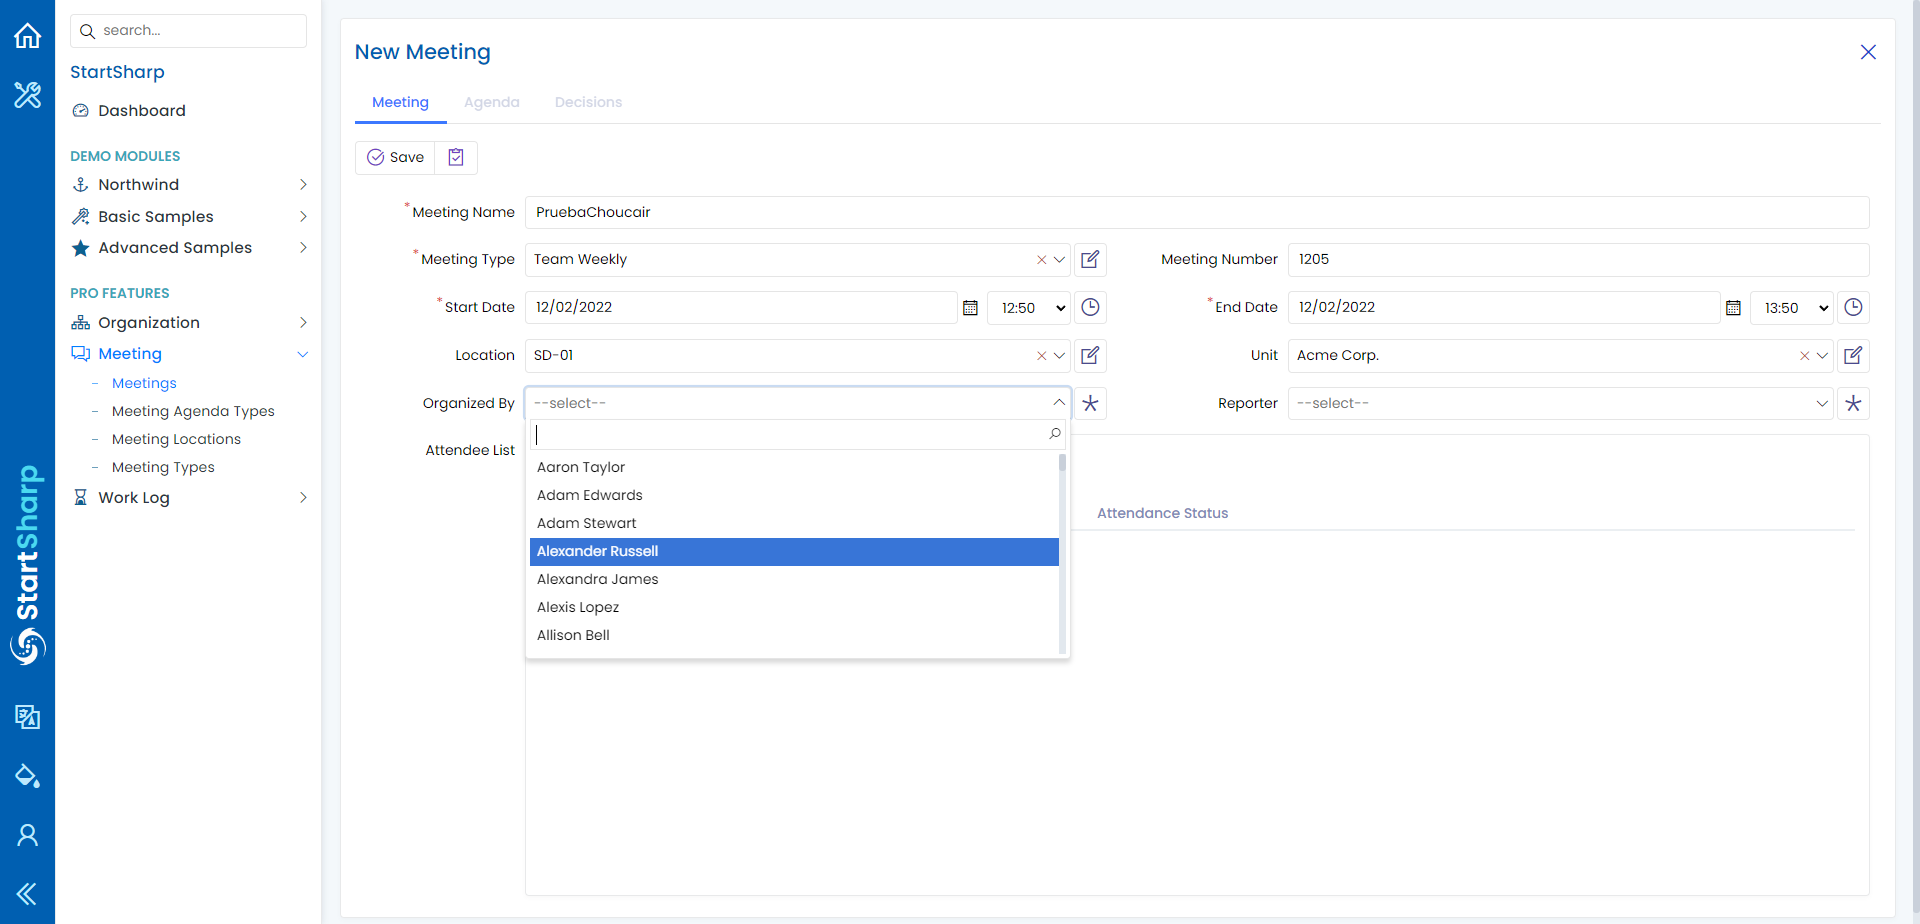 search...
StartSharp
Dashboard
DEMO MODULES
Northwind
Basic Samples
Advanced Samples
PRO FEATURES
Organization
Meeting
- Meetings
- Meeting Agenda Types
- Meeting Locations
- Meeting Types
Work Log
StartSharp
New Meeting
Meeting Agenda Decisions
Save
* Meeting Name PruebaChoucair
* Meeting Type Team Weekly Meeting Number 1205
* Start Date 12/02/2022 12:50 * End Date 12/02/2022 13:50
Location SD-01 Unit Acme Corp.
Organized By --select-- Reporter --select--
Attendee List
Aaron Taylor
Adam Edwards
Adam Stewart
Alexander Russell
Alexandra James
Alexis Lopez
Allison Bell
Attendance Status